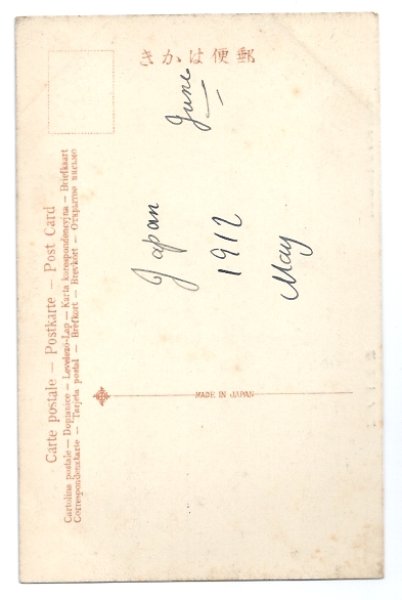 郵便はかき
Carte postale — Postkarte — Post Card
Cartolina postale — Dopisnice — Levelező-Lap — Karta korespondencyjna — Briefkaart
Correspondenzkarte — Tarjeta postal — Brefkort — Brevkort — Открытое письмо
Japan June
1912
May
MADE IN JAPAN